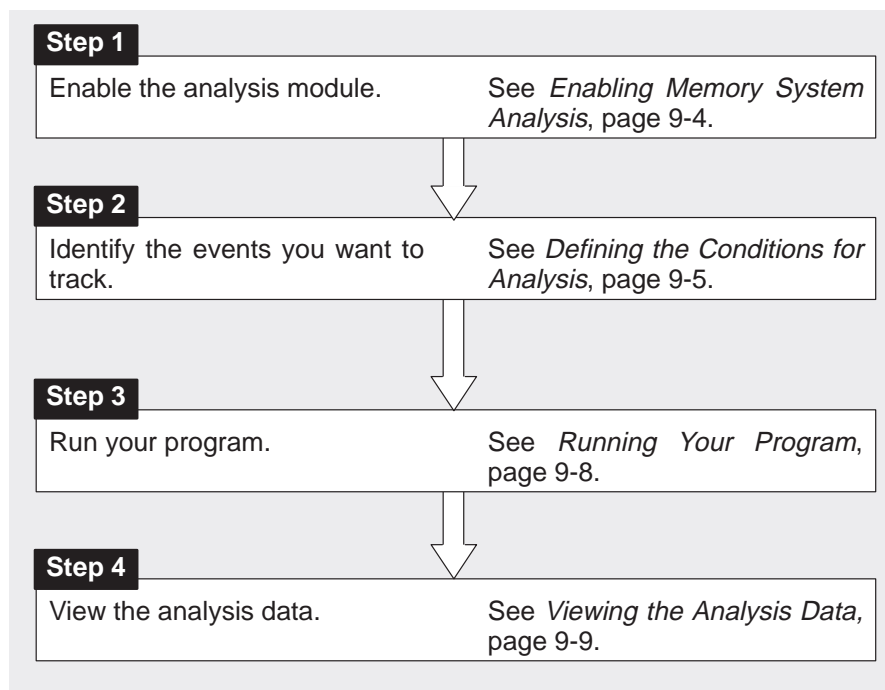 Step 1
Enable the analysis module.
See Enabling Memory System
Analysis, page 9-4.
Step 2
Identify the events you want to
track.
See Defining the Conditions for
Analysis, page 9-5.
Step 3
Run your program.
See Running Your Program,
page 9-8.
Step 4
View the analysis data.
See Viewing the Analysis Data,
page 9-9.